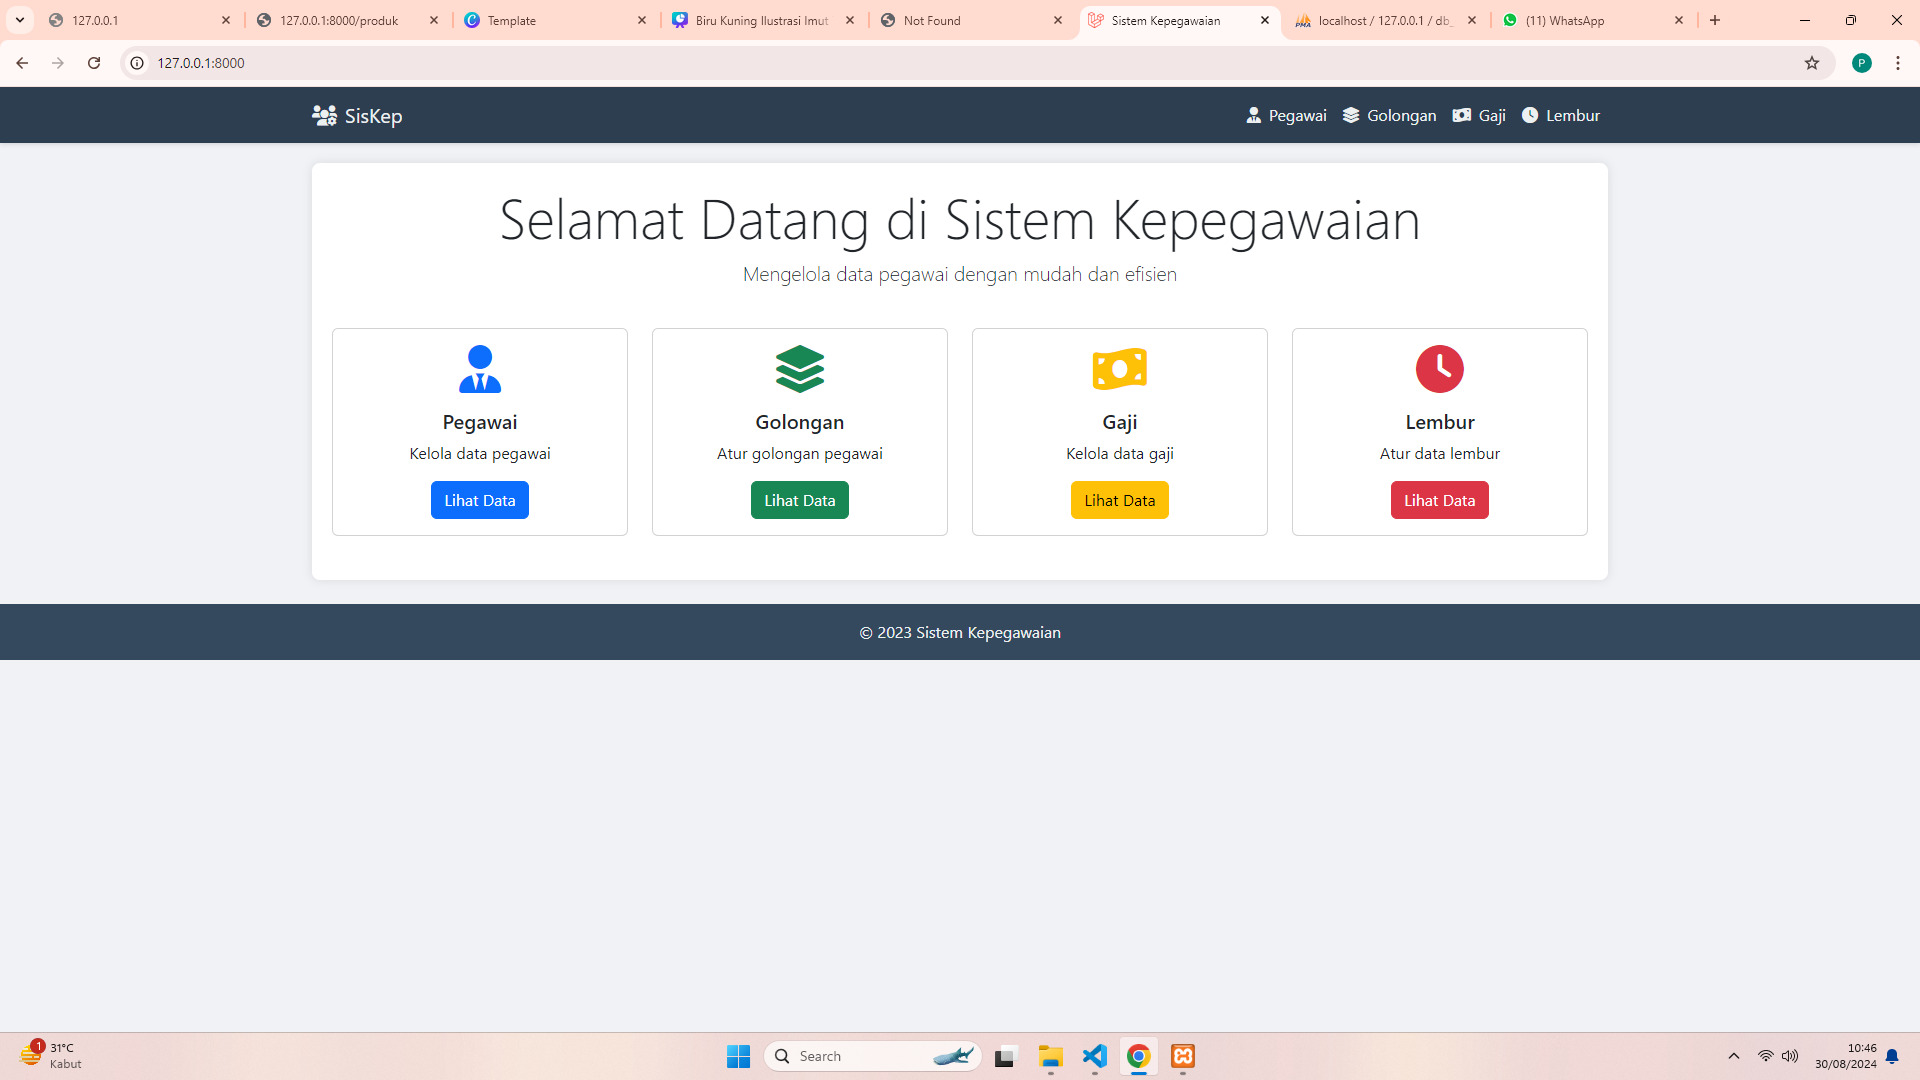 127.0.0.1
127.0.0.1:8000/produk
Template
Biru Kuning Ilustrasi Imut
Not Found
Sistem Kepegawaian
localhost / 127.0.0.1 / db_
(11) WhatsApp
127.0.0.1:8000
P
SisKep
Pegawai
Golongan
Gaji
Lembur
Selamat Datang di Sistem Kepegawaian
Mengelola data pegawai dengan mudah dan efisien
Pegawai
Kelola data pegawai
Lihat Data
Golongan
Atur golongan pegawai
Lihat Data
Gaji
Kelola data gaji
Lihat Data
Lembur
Atur data lembur
Lihat Data
© 2023 Sistem Kepegawaian
1
31°C
Kabut
Search
10:46
30/08/2024